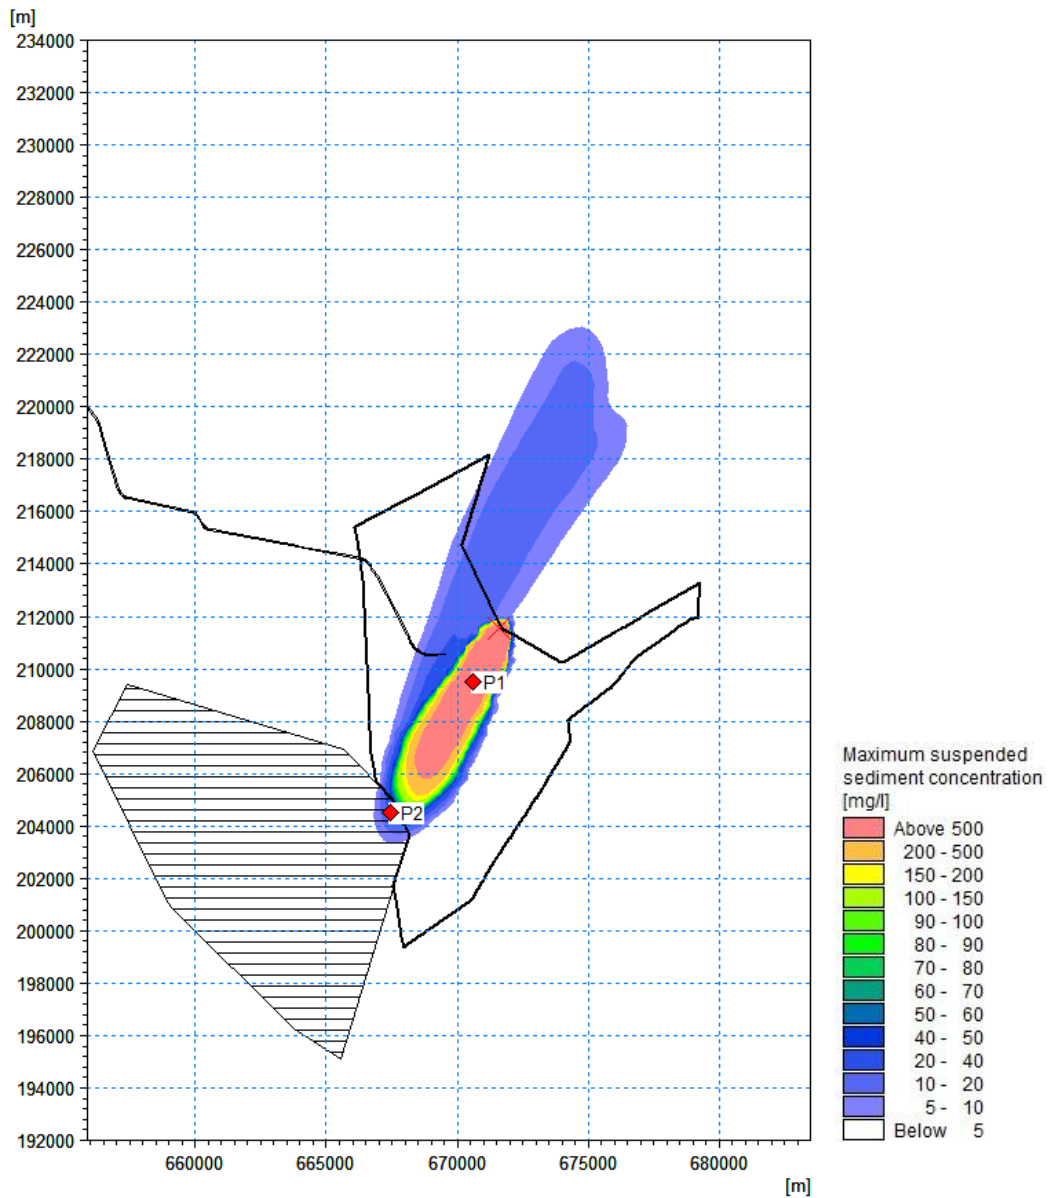 [m]
234000
232000
230000
228000
226000
224000
222000
220000
218000
216000
214000
212000
210000
208000
206000
204000
202000
200000
198000
196000
194000
192000
P1
P2
660000 665000 670000 675000 680000
[m]
Maximum suspended
sediment concentration
[mg/l]
Above 500
200 - 500
150 - 200
100 - 150
90 - 100
80 - 90
70 - 80
60 - 70
50 - 60
40 - 50
20 - 40
10 - 20
5 - 10
Below 5